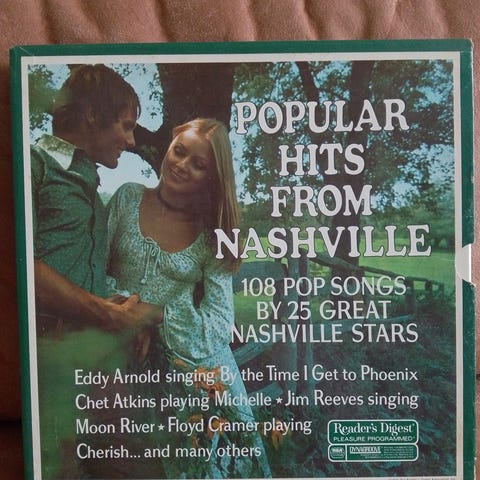 POPULAR
HITS
FROM
NASHVILLE
108 POP SONGS
BY 25 GREAT
NASHVILLE STARS
Eddy Arnold singing By the Time I Get to Phoenix
Chet Atkins playing Michelle ★ Jim Reeves singing
Moon River ★ Floyd Cramer playing
Cherish... and many others
Reader's Digest
PLEASURE PROGRAMMED
RCA
DYNAGROOVE